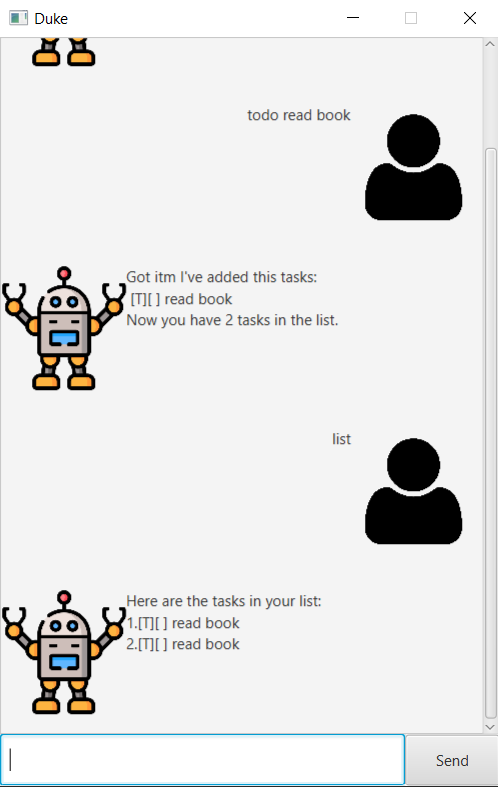 Duke
todo read book
Got itm I've added this tasks:
[T][ ] read book
Now you have 2 tasks in the list.
list
Here are the tasks in your list:
1.[T][ ] read book
2.[T][ ] read book
Send